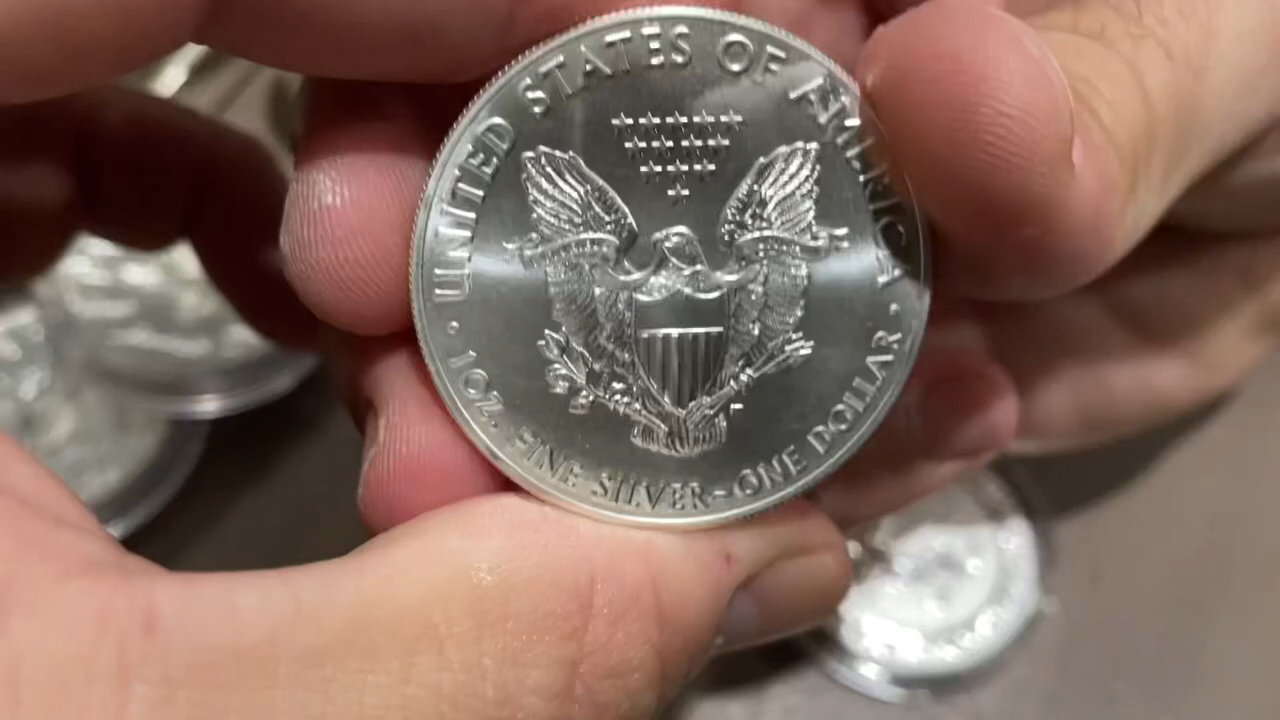 UNITED STATES OF AMERICA
· 1 OZ. FINE SILVER~ONE DOLLAR ·